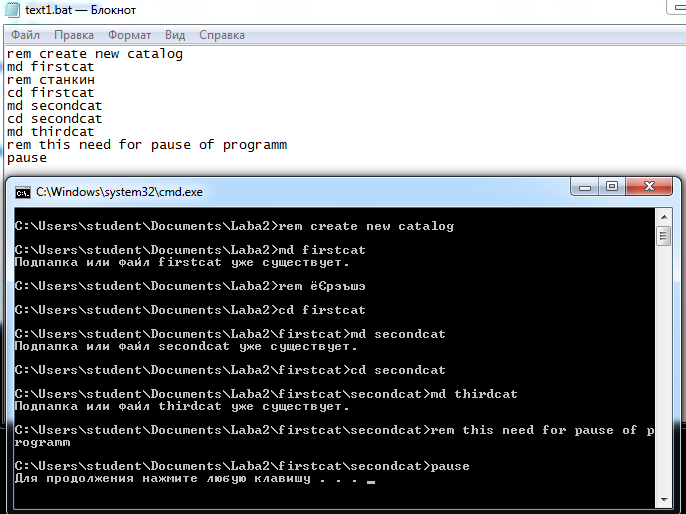 text1.bat — Блокнот
Файл Правка Формат Вид Справка
rem create new catalog
md firstcat
rem станкин
cd firstcat
md secondcat
cd secondcat
md thirdcat
rem this need for pause of programm
pause
C:\Windows\system32\cmd.exe
C:\Users\student\Documents\Laba2>rem create new catalog
C:\Users\student\Documents\Laba2>md firstcat
Подпапка или файл firstcat уже существует.
C:\Users\student\Documents\Laba2>rem ёЄрэъшэ
C:\Users\student\Documents\Laba2>cd firstcat
C:\Users\student\Documents\Laba2\firstcat>md secondcat
Подпапка или файл secondcat уже существует.
C:\Users\student\Documents\Laba2\firstcat>cd secondcat
C:\Users\student\Documents\Laba2\firstcat\secondcat>md thirdcat
Подпапка или файл thirdcat уже существует.
C:\Users\student\Documents\Laba2\firstcat\secondcat>rem this need for pause of p
rogramm
C:\Users\student\Documents\Laba2\firstcat\secondcat>pause
Для продолжения нажмите любую клавишу . . . _